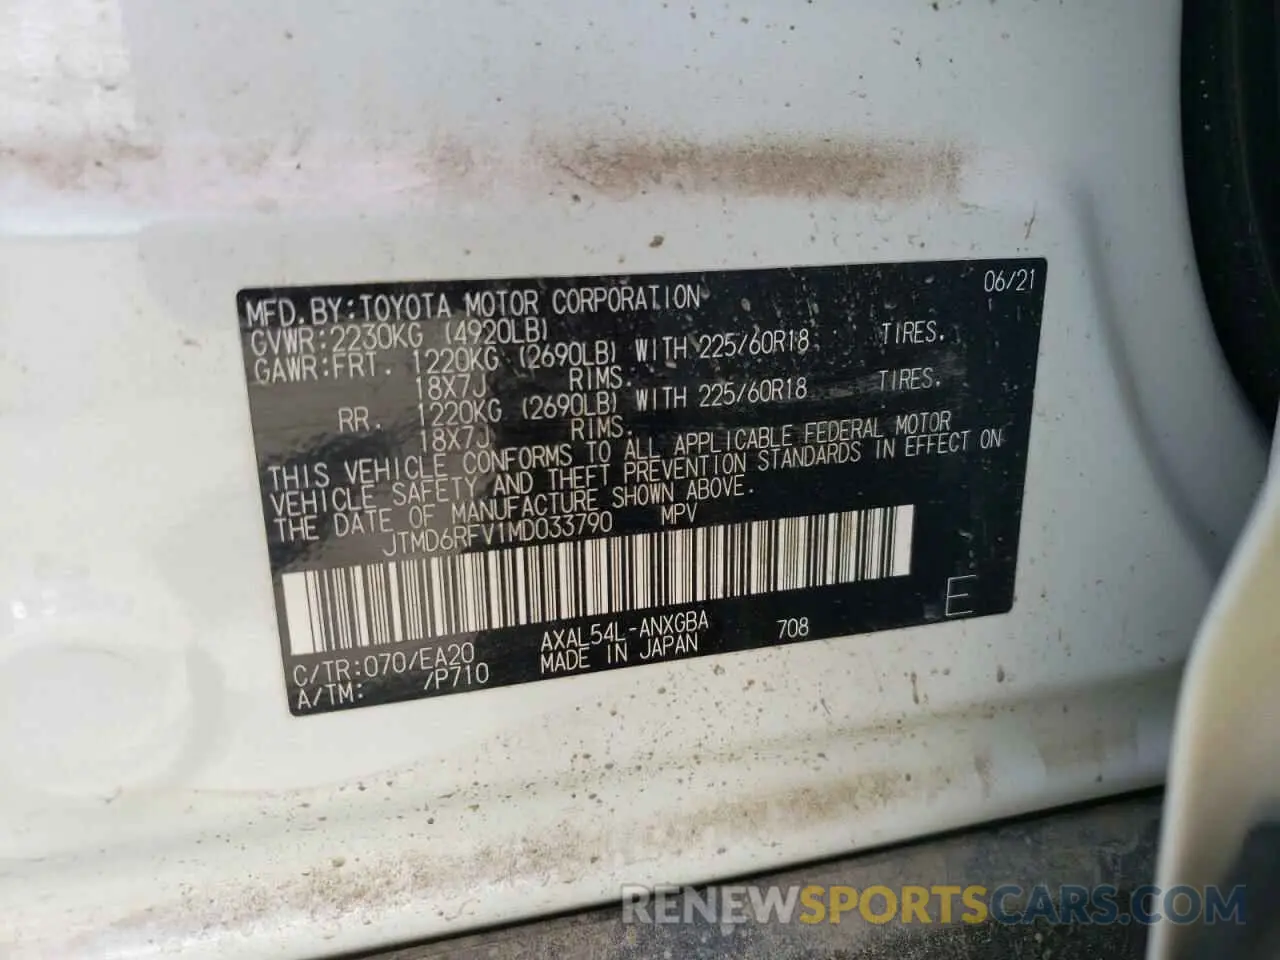 MFD.BY:TOYOTA MOTOR CORPORATION 06/21
GVWR:2230KG (4920LB)
GAWR:FRT. 1220KG (2690LB) WITH 225/60R18 TIRES.
18X7J RIMS.
RR. 1220KG (2690LB) WITH 225/60R18 TIRES.
18X7J RIMS.
THIS VEHICLE CONFORMS TO ALL APPLICABLE FEDERAL MOTOR
VEHICLE SAFETY AND THEFT PREVENTION STANDARDS IN EFFECT ON
THE DATE OF MANUFACTURE SHOWN ABOVE.
JTMD6RFV1MD033790 MPV
E
AXAL54L-ANXGBA 708
C/TR:070/EA20 MADE IN JAPAN
A/TM: /P710
RENEWSPORTSCARS.COM